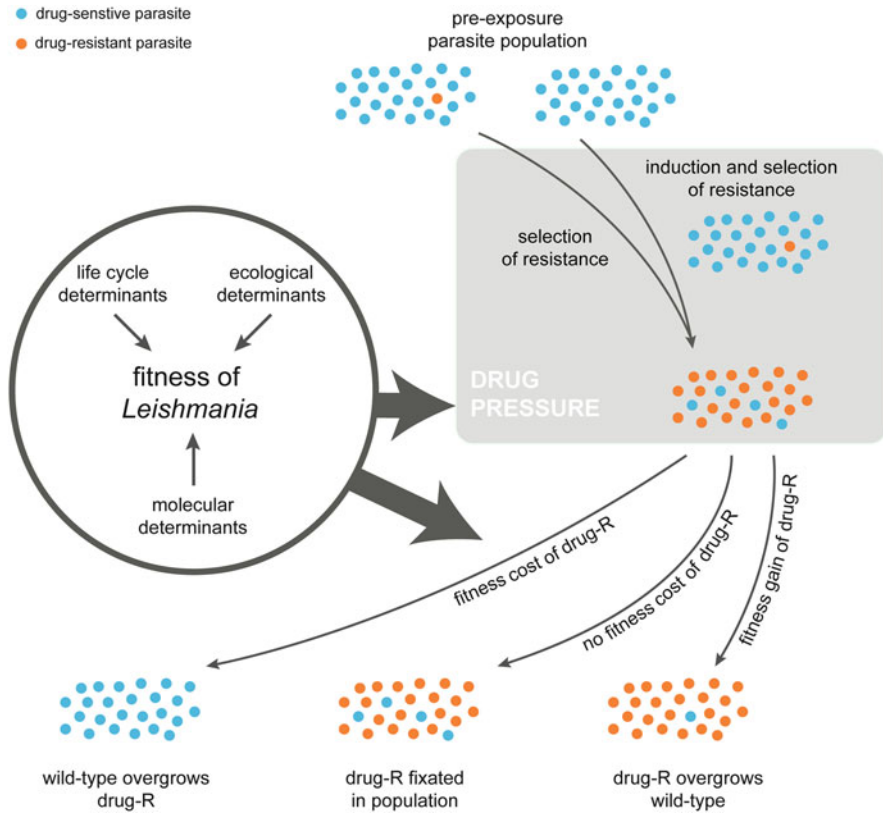 drug-senstive parasite
drug-resistant parasite
pre-exposure
parasite population
induction and selection
of resistance
selection
of resistance
life cycle
determinants
ecological
determinants
fitness of
Leishmania
molecular
determinants
DRUG
PRESSURE
fitness cost of drug-R
no fitness cost of drug-R
fitness gain of drug-R
wild-type overgrows
drug-R
drug-R fixated
in population
drug-R overgrows
wild-type